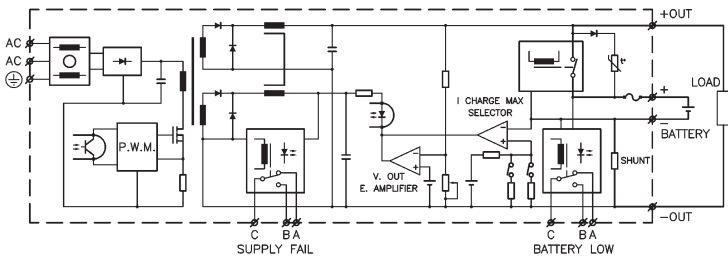 +OUT
AC
AC
P.W.M.
I CHARGE MAX
SELECTOR
t°
+
LOAD
−
BATTERY
V. OUT
E. AMPLIFIER
SHUNT
−OUT
C B A
SUPPLY FAIL
C B A
BATTERY LOW